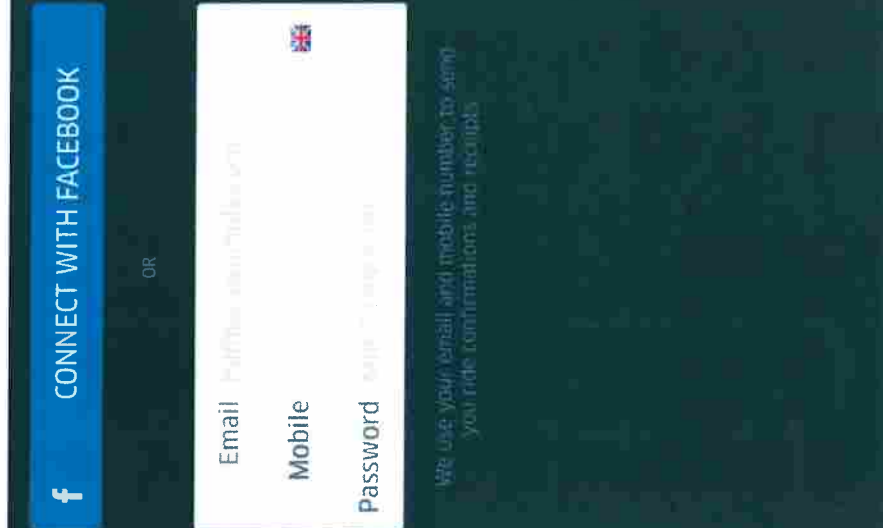 f CONNECT WITH FACEBOOK
OR
Email
Mobile
Password
We use your email and mobile number to send
you ride confirmations and receipts